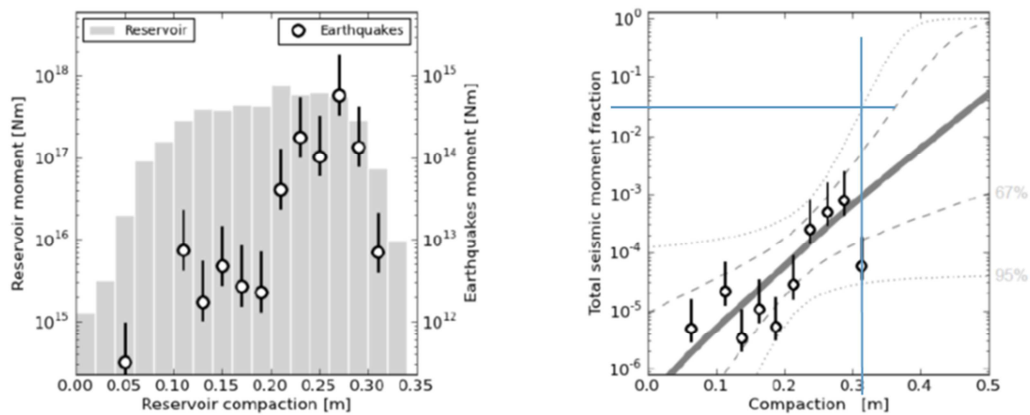 Reservoir
Earthquakes
Reservoir moment [Nm]
10^18
10^17
10^16
10^15
Earthquakes moment [Nm]
10^15
10^14
10^13
10^12
0.00 0.05 0.10 0.15 0.20 0.25 0.30 0.35
Reservoir compaction [m]
Total seismic moment fraction
10^0
10^-1
10^-2
10^-3
10^-4
10^-5
10^-6
67%
95%
0.0 0.1 0.2 0.3 0.4 0.5
Compaction [m]